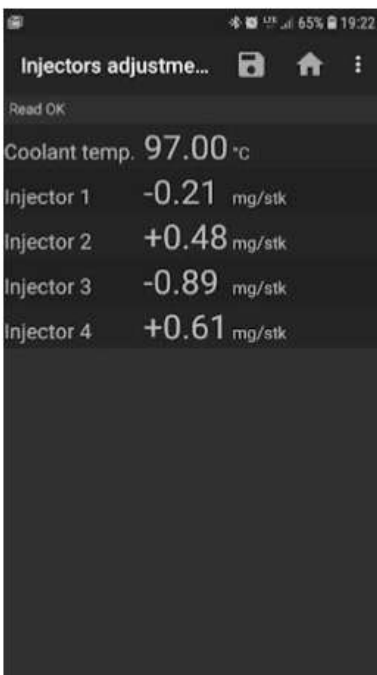 65% 19:22
Injectors adjustme...
Read OK
Coolant temp. 97.00 °C
Injector 1 -0.21 mg/stk
Injector 2 +0.48 mg/stk
Injector 3 -0.89 mg/stk
Injector 4 +0.61 mg/stk